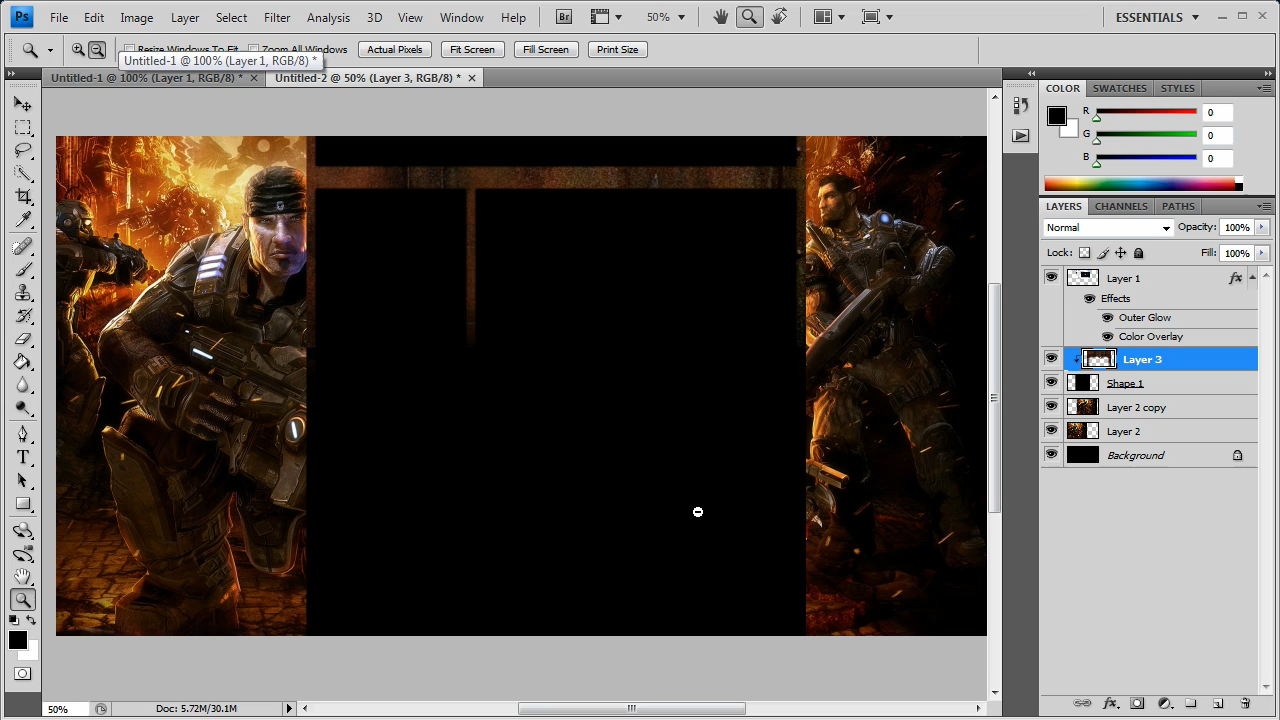 Ps File Edit Image Layer Select Filter Analysis 3D View Window Help Br 50% ESSENTIALS
Resize Windows To Fit Zoom All Windows Actual Pixels Fit Screen Fill Screen Print Size
Untitled-1 @ 100% (Layer 1, RGB/8) *
Untitled-1 @ 100% (Layer 1, RGB/8) * Untitled-2 @ 50% (Layer 3, RGB/8) *
COLOR SWATCHES STYLES
R 0
G 0
B 0
LAYERS CHANNELS PATHS
Normal Opacity: 100%
Lock: Fill: 100%
Layer 1 fx
Effects
Outer Glow
Color Overlay
Layer 3
Shape 1
Layer 2 copy
Layer 2
Background
T
50% Doc: 5.72M/30.1M
fx